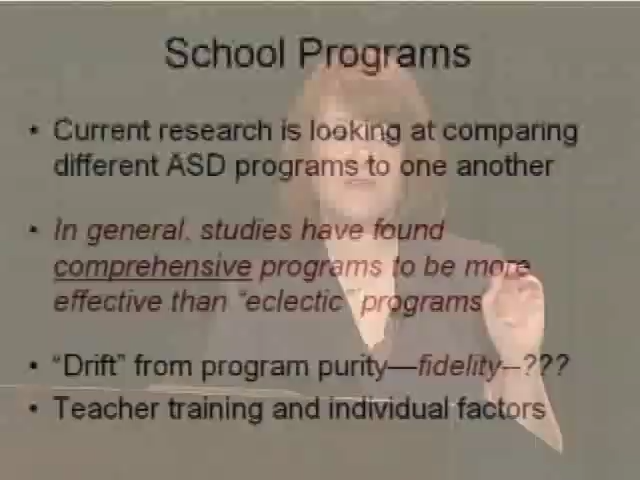 School Programs
• Current research is looking at comparing
different ASD programs to one another
• In general, studies have found
comprehensive programs to be more
effective than "eclectic" programs
• "Drift" from program purity—fidelity--???
• Teacher training and individual factors